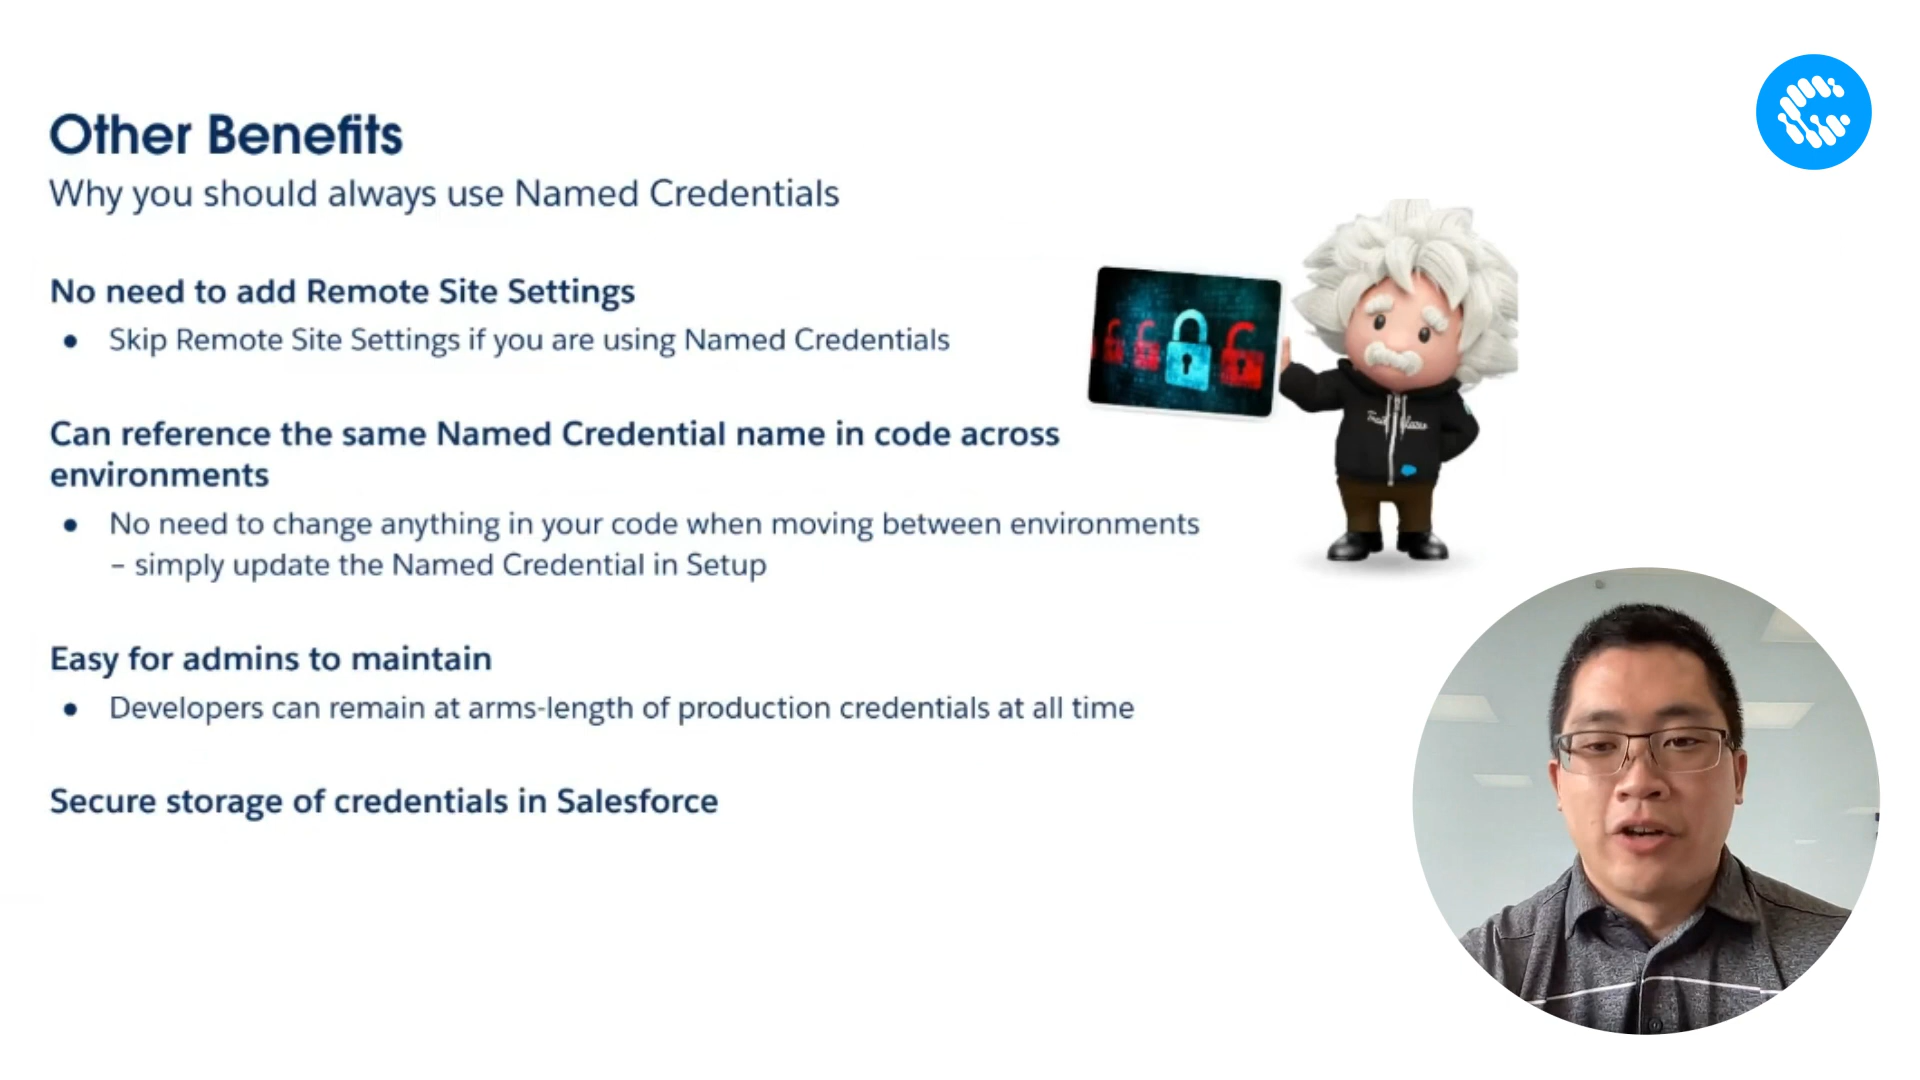 Other Benefits
Why you should always use Named Credentials
No need to add Remote Site Settings
● Skip Remote Site Settings if you are using Named Credentials
Can reference the same Named Credential name in code across
environments
● No need to change anything in your code when moving between environments
– simply update the Named Credential in Setup
Easy for admins to maintain
● Developers can remain at arms-length of production credentials at all time
Secure storage of credentials in Salesforce